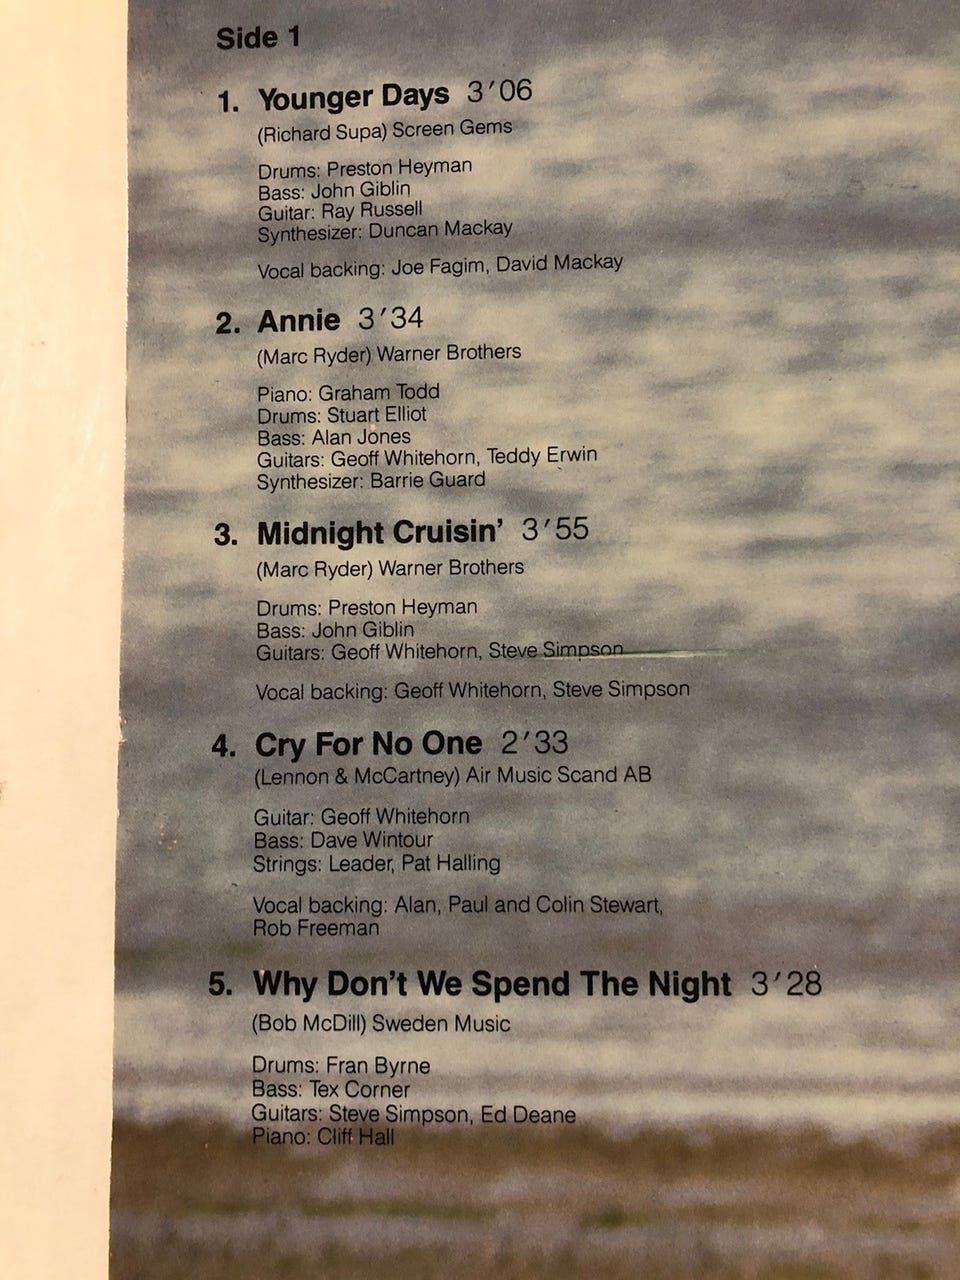 Side 1
1. Younger Days 3′06
(Richard Supa) Screen Gems
Drums: Preston Heyman
Bass: John Giblin
Guitar: Ray Russell
Synthesizer: Duncan Mackay
Vocal backing: Joe Fagim, David Mackay
2. Annie 3′34
(Marc Ryder) Warner Brothers
Piano: Graham Todd
Drums: Stuart Elliot
Bass: Alan Jones
Guitars: Geoff Whitehorn, Teddy Erwin
Synthesizer: Barrie Guard
3. Midnight Cruisin’ 3′55
(Marc Ryder) Warner Brothers
Drums: Preston Heyman
Bass: John Giblin
Guitars: Geoff Whitehorn, Steve Simpson
Vocal backing: Geoff Whitehorn, Steve Simpson
4. Cry For No One 2′33
(Lennon & McCartney) Air Music Scand AB
Guitar: Geoff Whitehorn
Bass: Dave Wintour
Strings: Leader, Pat Halling
Vocal backing: Alan, Paul and Colin Stewart,
Rob Freeman
5. Why Don’t We Spend The Night 3′28
(Bob McDill) Sweden Music
Drums: Fran Byrne
Bass: Tex Corner
Guitars: Steve Simpson, Ed Deane
Piano: Cliff Hall